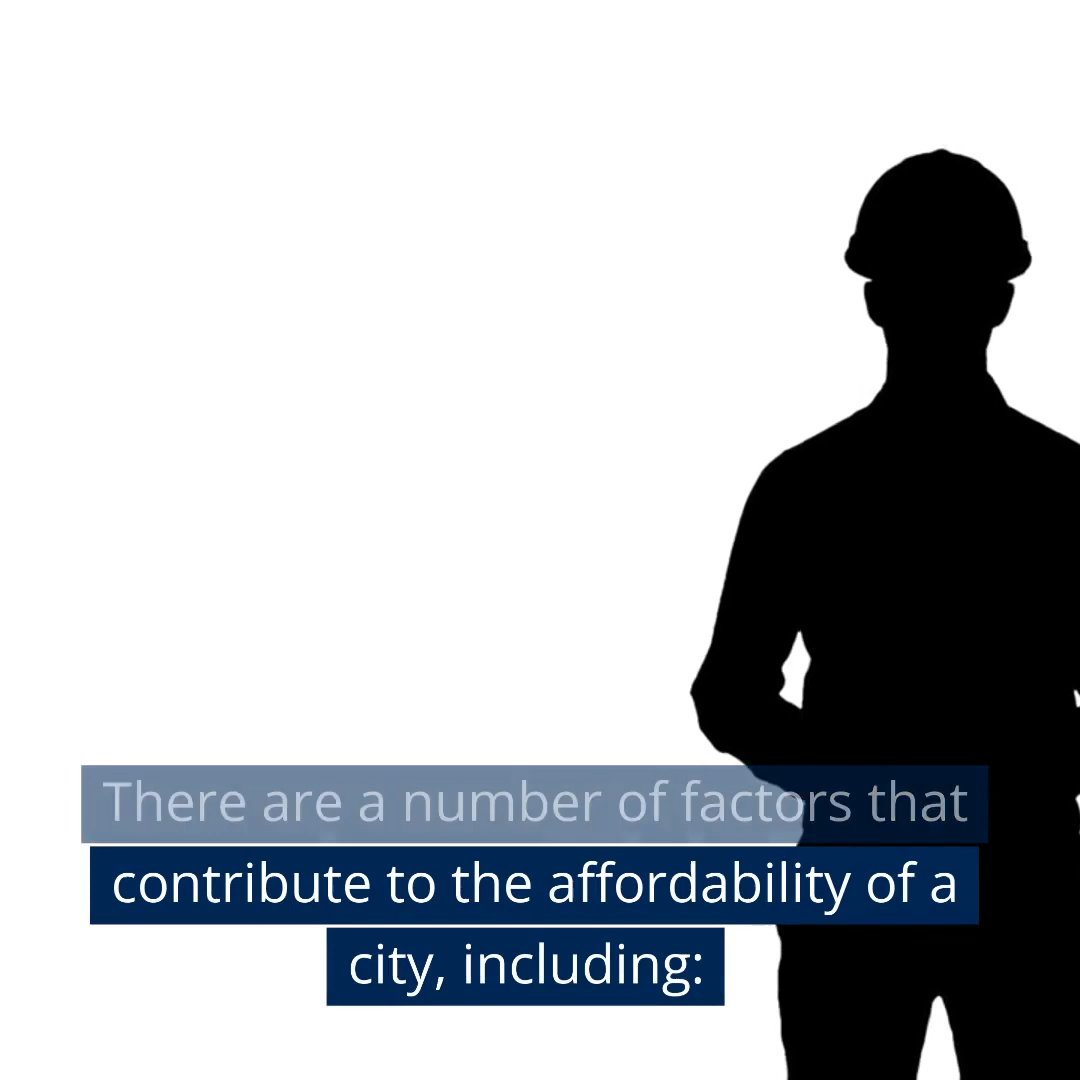 There are a number of factors that
contribute to the affordability of a
city, including: